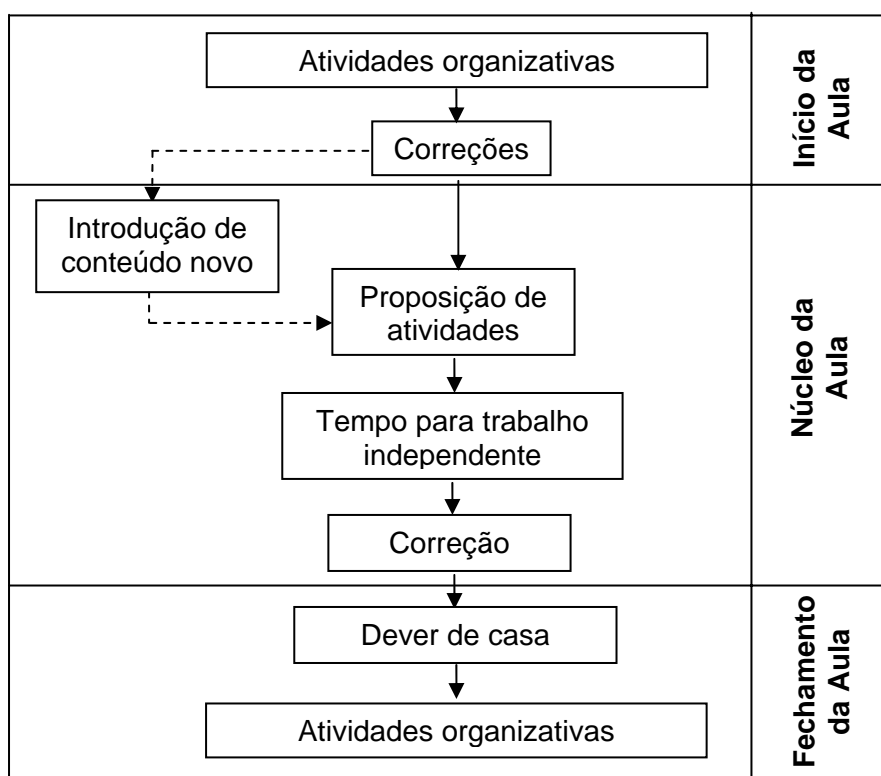 Atividades organizativas
Correções
Início da
Aula
Introdução de
conteúdo novo
Proposição de
atividades
Tempo para trabalho
independente
Correção
Núcleo da
Aula
Dever de casa
Atividades organizativas
Fechamento
da Aula